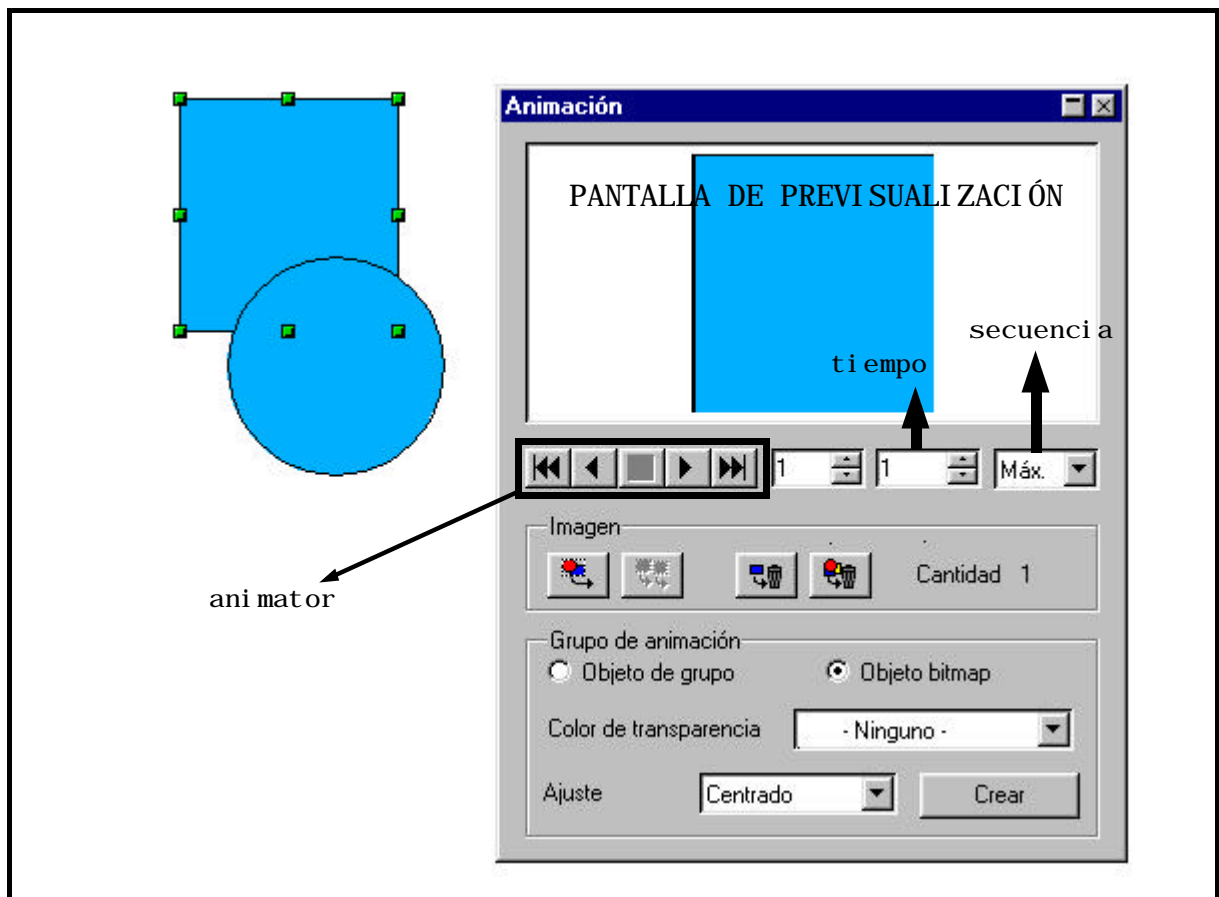 Animación
PANTALLA DE PREVISUALIZACIÓN
secuencia
tiempo
1
1
Máx.
Imagen
Cantidad 1
animator
Grupo de animación
Objeto de grupo
Objeto bitmap
Color de transparencia
- Ninguno -
Ajuste
Centrado
Crear